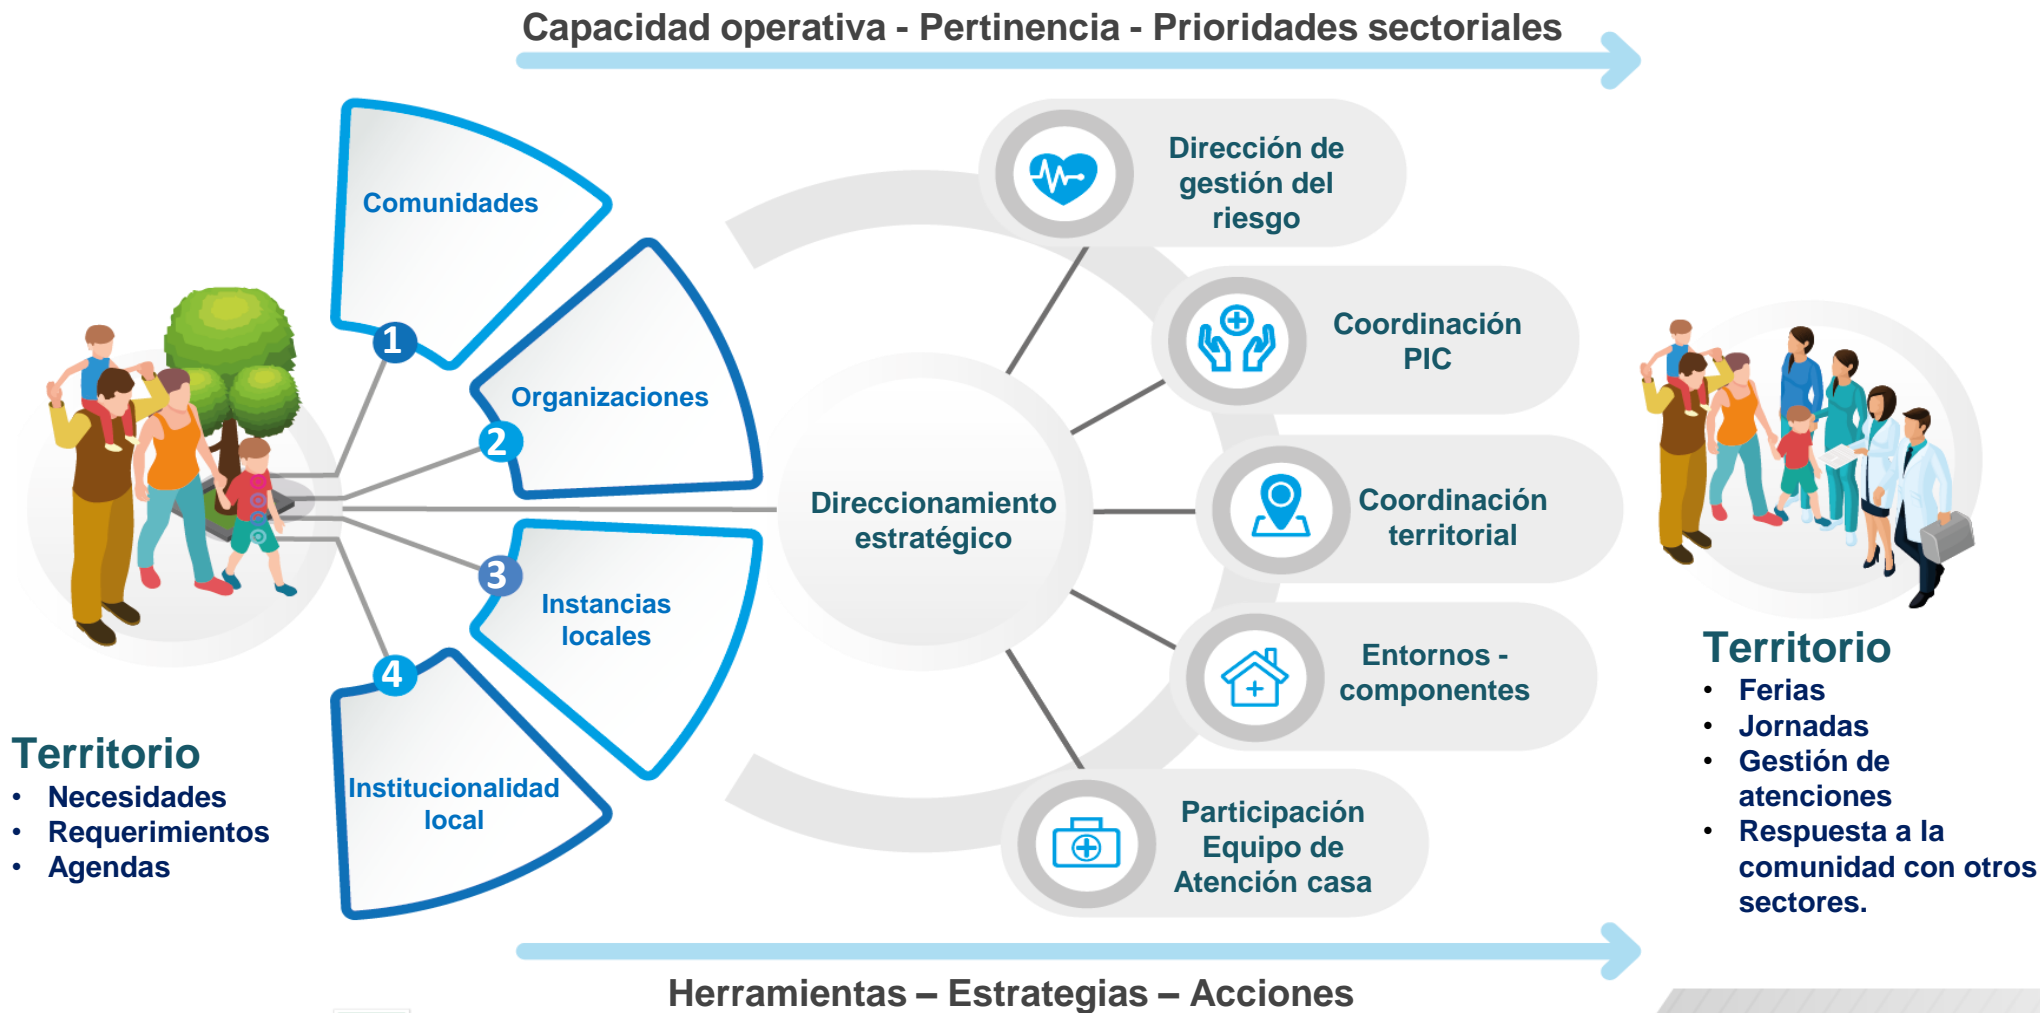 Capacidad operativa - Pertinencia - Prioridades sectoriales
Comunidades
1
Organizaciones
2
3
Instancias
locales
4
Institucionalidad
local
Territorio
• Necesidades
• Requerimientos
• Agendas
Direccionamiento
estratégico
Dirección de
gestión del
riesgo
Coordinación
PIC
Coordinación
territorial
Entornos -
componentes
Participación
Equipo de
Atención casa
Territorio
• Ferias
• Jornadas
• Gestión de
atenciones
• Respuesta a la
comunidad con otros
sectores.
Herramientas – Estrategias – Acciones